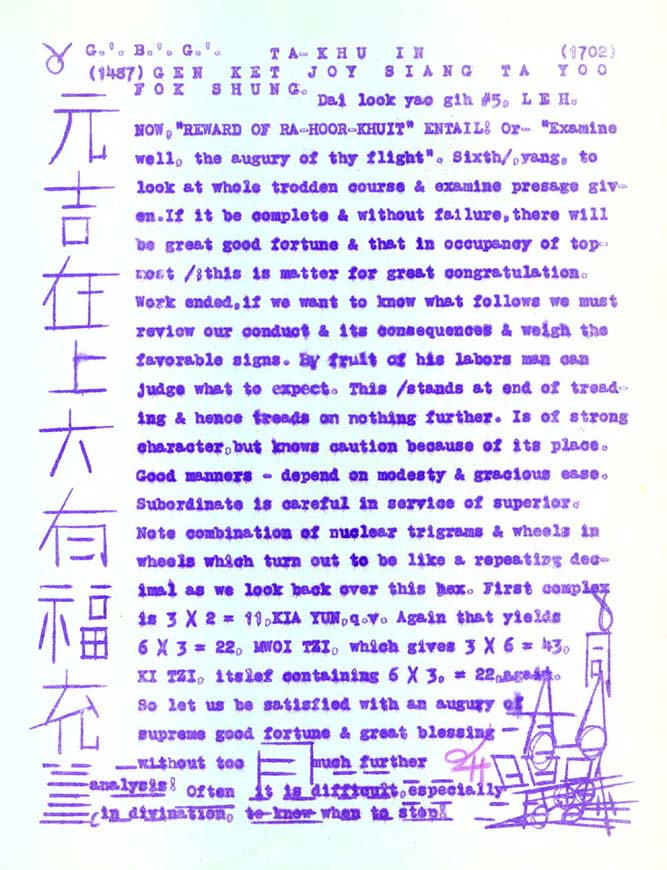 G.'. B.'. G.'. TA-KHU IN (1702)
(1487) GEN KET JOY SIANG TA YOO
FOK SHUNG.
Dai look yao gih #5, L E H.
NOW, "REWARD OF RA-HOOR-KHUIT" ENTAIL! Or- "Examine
well, the augury of thy flight". Sixth/,yang, to
look at whole trodden course & examine presage giv-
en.If it be complete & without failure,there will
be great good fortune & that in occupancy of top-
most /;this is matter for great congratulation.
Work ended,if we want to know what follows we must
review our conduct & its consequences & weigh the
favorable signs. By fruit of his labors man can
judge what to expect. This /stands at end of tread-
ing & hence treads on nothing further. Is of strong
character,but knows caution because of its place.
Good manners - depend on modesty & gracious ease.
Subordinate is careful in service of superior.
Note combination of nuclear trigrams & wheels in
wheels which turn out to be like a repeating dec-
imal as we look back over this hex. First complex
is 3 X 2 = 11,KIA YUN,q.v. Again that yields
6 X 3 = 22, MWOI TZI, which gives 3 X 6 = 43,
KI TZI, itslef containing 6 X 3, = 22,again.
So let us be satisfied with an augury of
supreme good fortune & great blessing —
without too much further
analysis! Often it is difficult,especially
in divination, to know when to stop!
元
吉
在
上
大
有
福